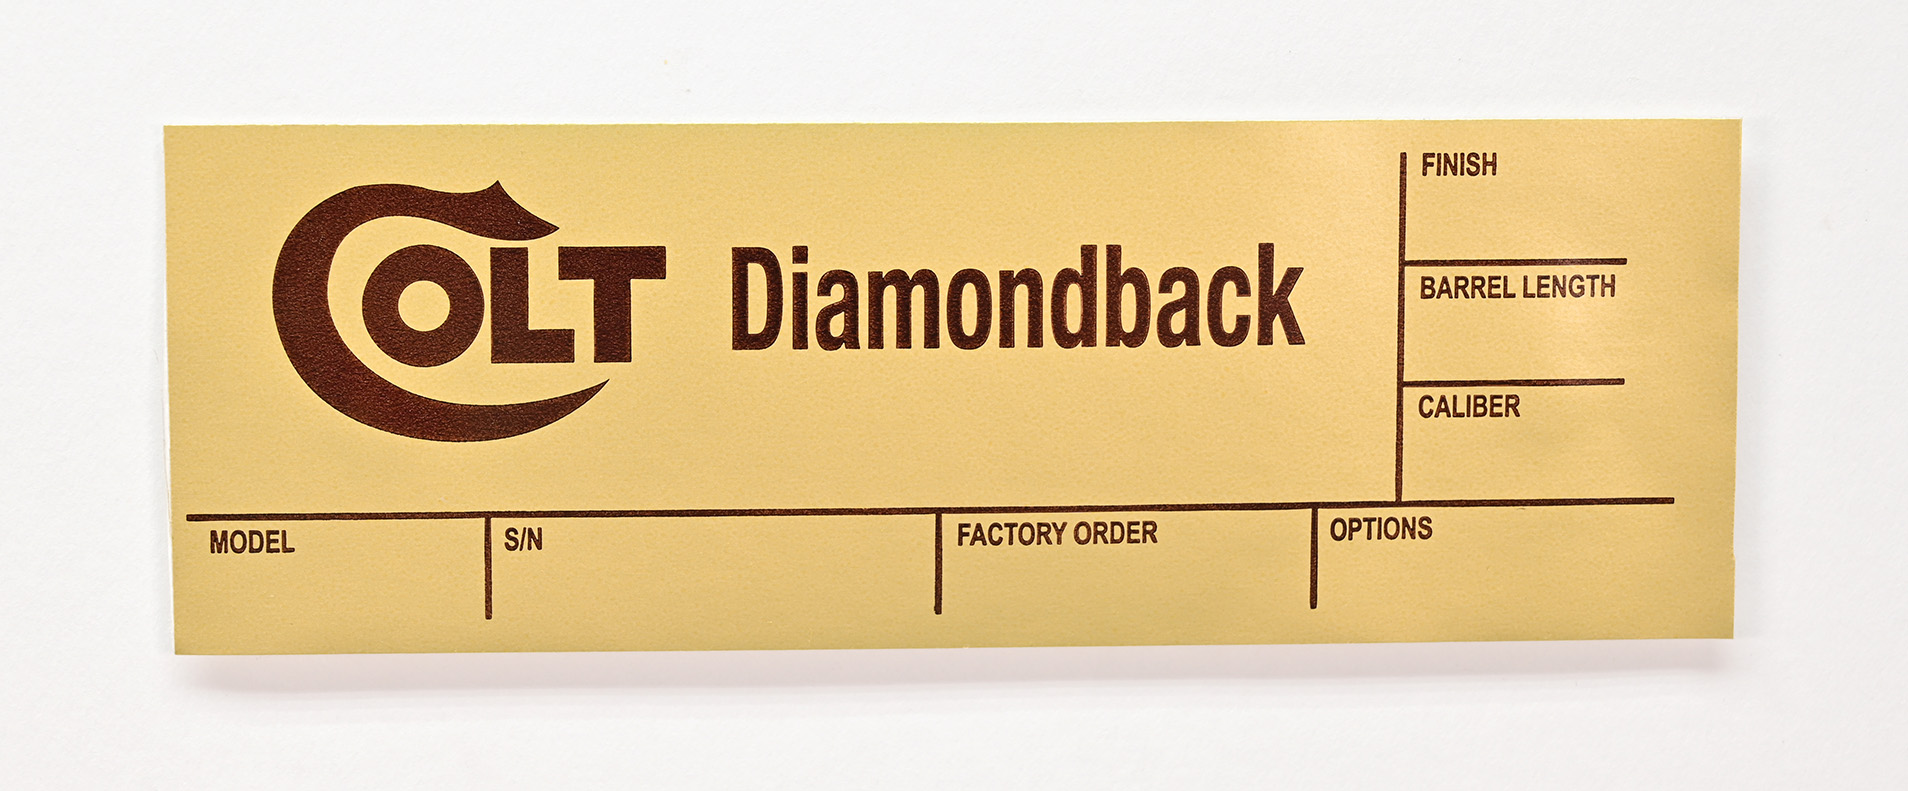 COLT Diamondback
FINISH
BARREL LENGTH
CALIBER
MODEL
S/N
FACTORY ORDER
OPTIONS